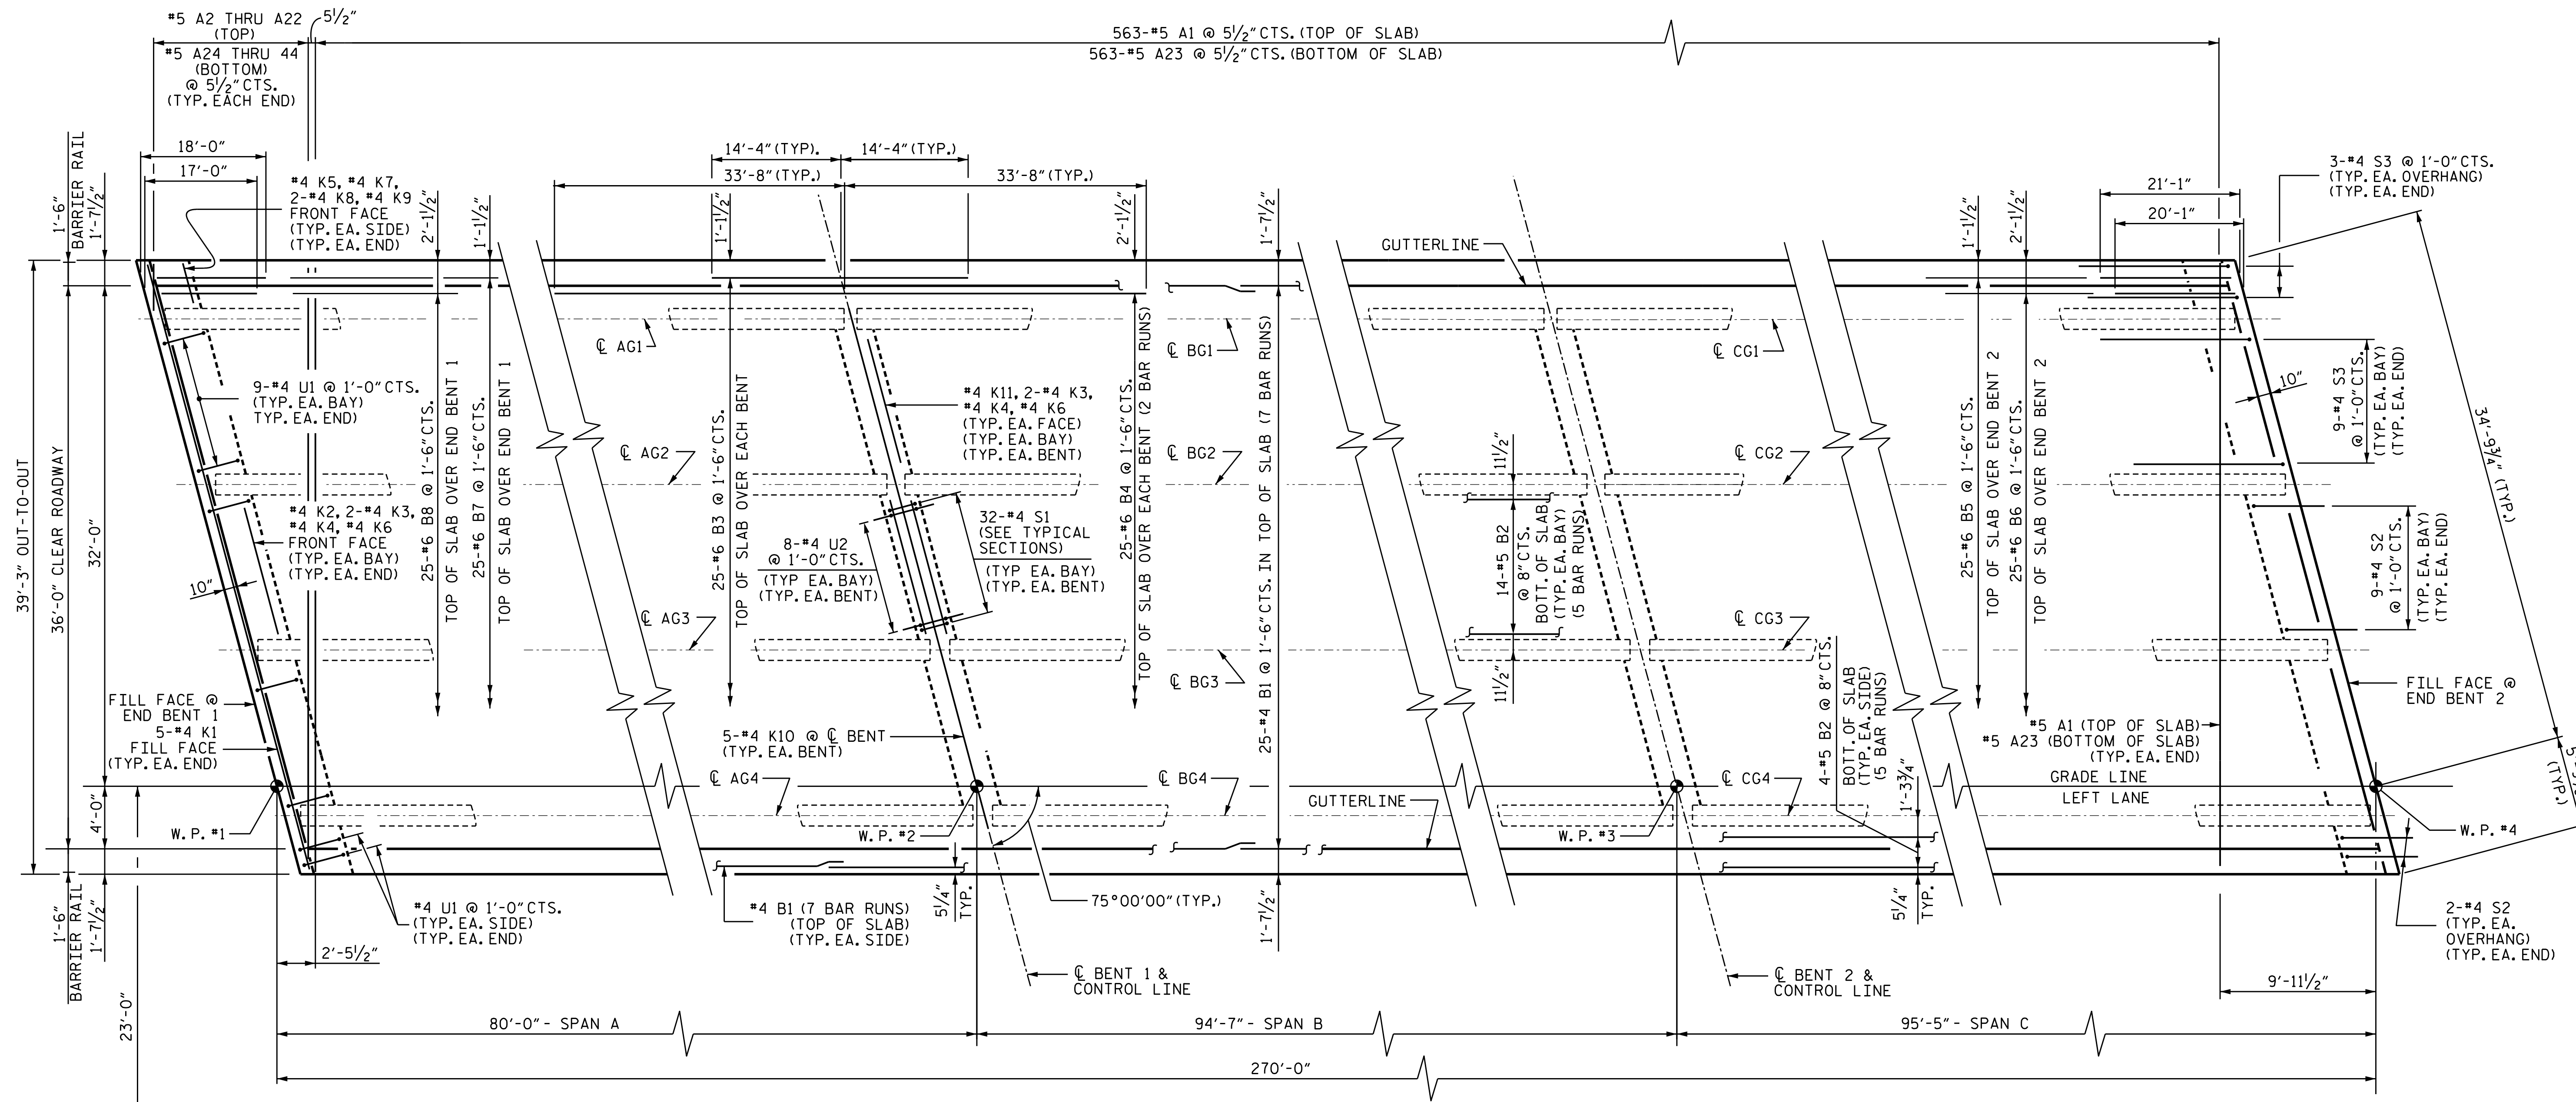 #5 A2 THRU A22
(TOP)
#5 A24 THRU 44
(BOTTOM)
@ 5½" CTS.
(TYP. EACH END)
5½"
563-#5 A1 @ 5½" CTS. (TOP OF SLAB)
563-#5 A23 @ 5½" CTS. (BOTTOM OF SLAB)
18'-0"
17'-0"
1'-6"
BARRIER RAIL
1'-7½"
#4 K5, #4 K7,
2-#4 K8, #4 K9
FRONT FACE
(TYP. EA. SIDE)
(TYP. EA. END)
2'-1½"
1'-1½"
14'-4" (TYP).
14'-4" (TYP.)
33'-8" (TYP.)
33'-8" (TYP.)
1'-1½"
2'-1½"
1'-7½"
GUTTERLINE
1'-1½"
2'-1½"
21'-1"
20'-1"
3-#4 S3 @ 1'-0" CTS.
(TYP. EA. OVERHANG)
(TYP. EA. END)
39'-3" OUT-TO-OUT
36'-0" CLEAR ROADWAY
32'-0"
4'-0"
℄ AG1
℄ BG1
℄ CG1
9-#4 U1 @ 1'-0" CTS.
(TYP. EA. BAY)
TYP. EA. END)
25-#6 B8 @ 1'-6" CTS.
TOP OF SLAB OVER END BENT 1
25-#6 B7 @ 1'-6" CTS.
TOP OF SLAB OVER END BENT 1
25-#6 B3 @ 1'-6" CTS.
TOP OF SLAB OVER EACH BENT
#4 K11, 2-#4 K3,
#4 K4, #4 K6
(TYP. EA. FACE)
(TYP. EA. BAY)
(TYP. EA. BENT)
25-#6 B4 @ 1'-6" CTS.
TOP OF SLAB OVER EACH BENT (2 BAR RUNS)
25-#4 B1 @ 1'-6" CTS. IN TOP OF SLAB (7 BAR RUNS)
℄ AG2
℄ BG2
℄ CG2
11½"
14-#5 B2
@ 8" CTS.
BOTT. OF SLAB
(TYP. EA. BAY)
(5 BAR RUNS)
11½"
25-#6 B5 @ 1'-6" CTS.
TOP OF SLAB OVER END BENT 2
25-#6 B6 @ 1'-6" CTS.
TOP OF SLAB OVER END BENT 2
10"
9-#4 S3
@ 1'-0" CTS.
(TYP. EA. BAY)
(TYP. EA. END)
34'-9¾" (TYP.)
#4 K2, 2-#4 K3,
#4 K4, #4 K6
FRONT FACE
(TYP. EA. BAY)
(TYP. EA. END)
10"
8-#4 U2
@ 1'-0" CTS.
(TYP EA. BAY)
(TYP. EA. BENT)
32-#4 S1
(SEE TYPICAL
SECTIONS)
(TYP EA. BAY)
(TYP. EA. BENT)
9-#4 S2
@ 1'-0" CTS.
(TYP. EA. BAY)
(TYP. EA. END)
℄ AG3
℄ BG3
℄ CG3
FILL FACE @
END BENT 1
5-#4 K1
FILL FACE
(TYP. EA. END)
5-#4 K10 @ ℄ BENT
(TYP. EA. BENT)
4-#5 B2 @ 8" CTS.
BOTT. OF SLAB
(TYP. EA. SIDE)
(5 BAR RUNS)
1'-3¾"
FILL FACE @
END BENT 2
#5 A1 (TOP OF SLAB)
#5 A23 (BOTTOM OF SLAB)
(TYP. EA. END)
(TYP.)
℄ AG4
℄ BG4
℄ CG4
GRADE LINE
LEFT LANE
GUTTERLINE
W.P. #1
W.P. #2
W.P. #3
W.P. #4
1'-6"
BARRIER RAIL
1'-7½"
#4 U1 @ 1'-0" CTS.
(TYP. EA. SIDE)
(TYP. EA. END)
2'-5½"
#4 B1 (7 BAR RUNS)
(TOP OF SLAB)
(TYP. EA. SIDE)
5¼"
TYP.
75°00'00" (TYP.)
1'-7½"
5¼"
TYP.
2-#4 S2
(TYP. EA.
OVERHANG)
(TYP. EA. END)
9'-11½"
℄ BENT 1 &
CONTROL LINE
℄ BENT 2 &
CONTROL LINE
23'-0"
80'-0" - SPAN A
94'-7" - SPAN B
95'-5" - SPAN C
270'-0"